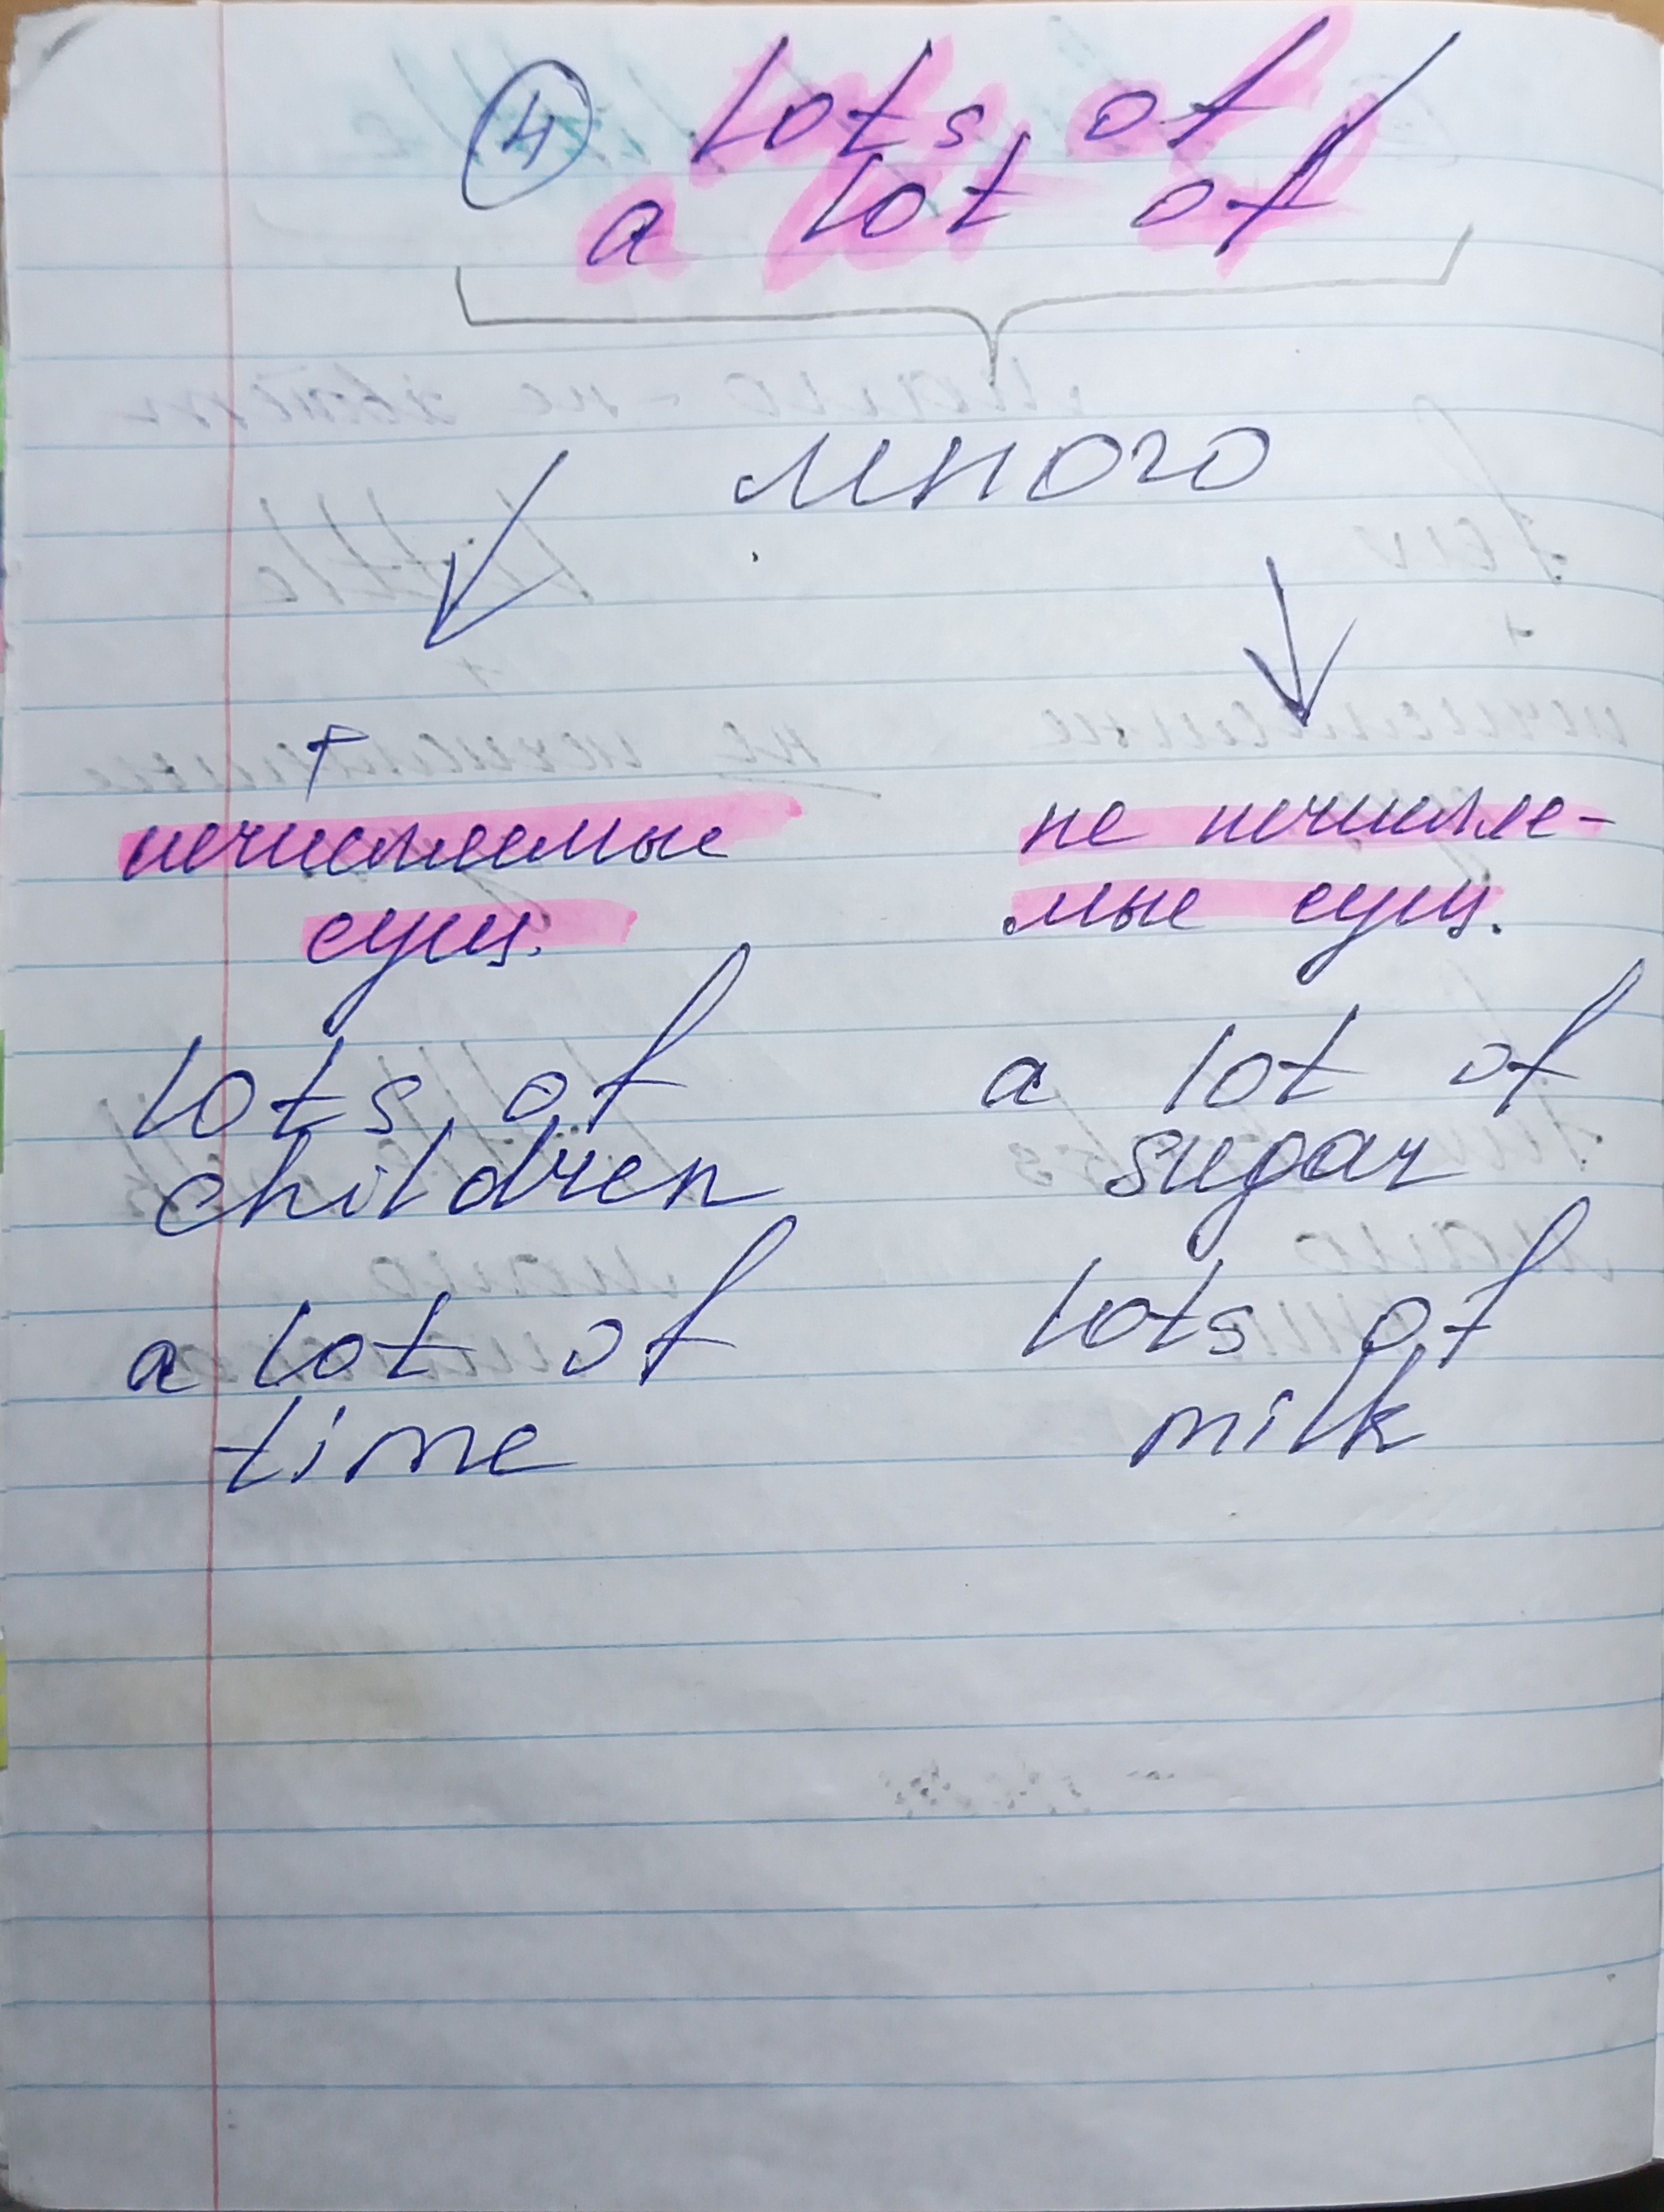 4 lots of
a lot of
много
+
исчисляемые не исчисляе-
сущ. мые сущ.
lots of a lot of
children sugar
a lot of lots of
time milk